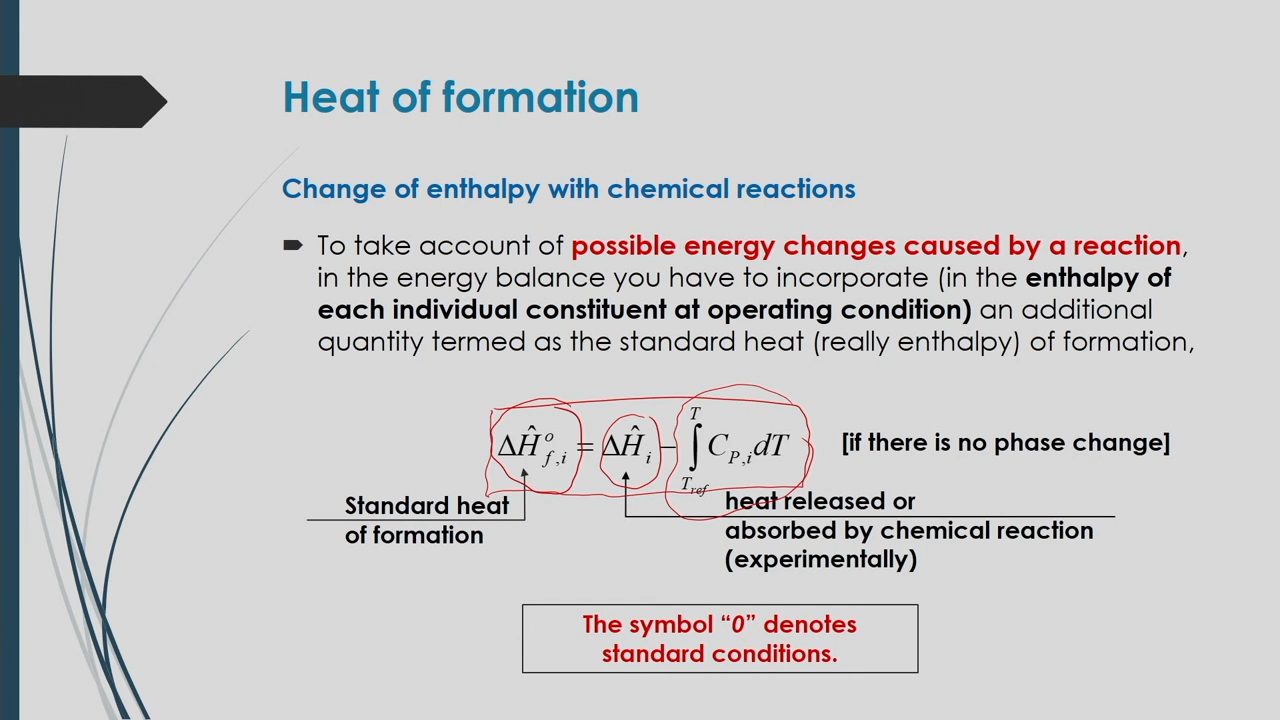 Heat of formation
Change of enthalpy with chemical reactions
To take account of possible energy changes caused by a reaction,
in the energy balance you have to incorporate (in the enthalpy of
each individual constituent at operating condition) an additional
quantity termed as the standard heat (really enthalpy) of formation,
ΔĤ°f,i = ΔĤi − ∫_{Tref}^{T} C_{P,i}dT [if there is no phase change]
Standard heat
of formation
heat released or
absorbed by chemical reaction
(experimentally)
The symbol “0” denotes
standard conditions.